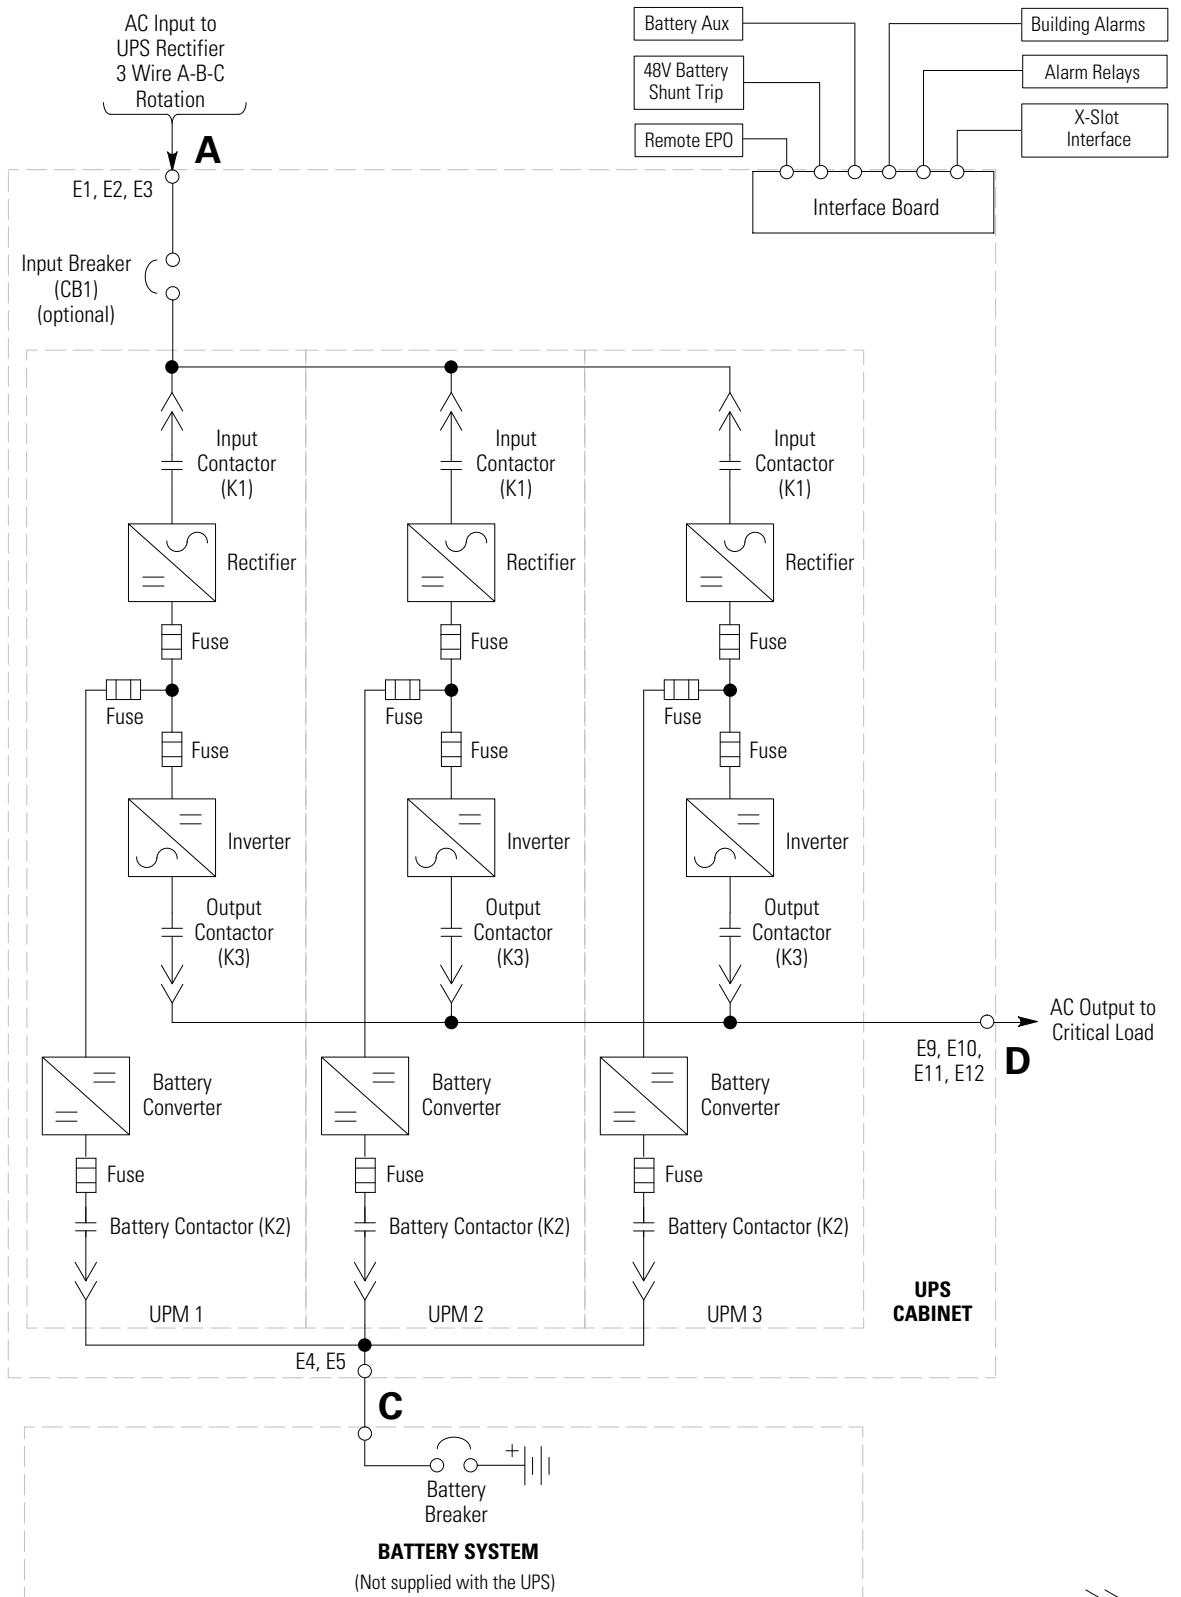 AC Input to
UPS Rectifier
3 Wire A-B-C
Rotation
A
Battery Aux
48V Battery
Shunt Trip
Remote EPO
Building Alarms
Alarm Relays
X-Slot
Interface
Interface Board
E1, E2, E3
Input Breaker
(CB1)
(optional)
Input
Contactor
(K1)
Input
Contactor
(K1)
Input
Contactor
(K1)
Rectifier
Rectifier
Rectifier
Fuse
Fuse
Fuse
Fuse
Fuse
Fuse
Fuse
Fuse
Fuse
Inverter
Inverter
Inverter
Output
Contactor
(K3)
Output
Contactor
(K3)
Output
Contactor
(K3)
AC Output to
Critical Load
E9, E10,
E11, E12
D
Battery
Converter
Battery
Converter
Battery
Converter
Fuse
Fuse
Fuse
Battery Contactor (K2)
Battery Contactor (K2)
Battery Contactor (K2)
UPM 1
UPM 2
UPM 3
UPS
CABINET
E4, E5
C
+
Battery
Breaker
BATTERY SYSTEM
(Not supplied with the UPS)